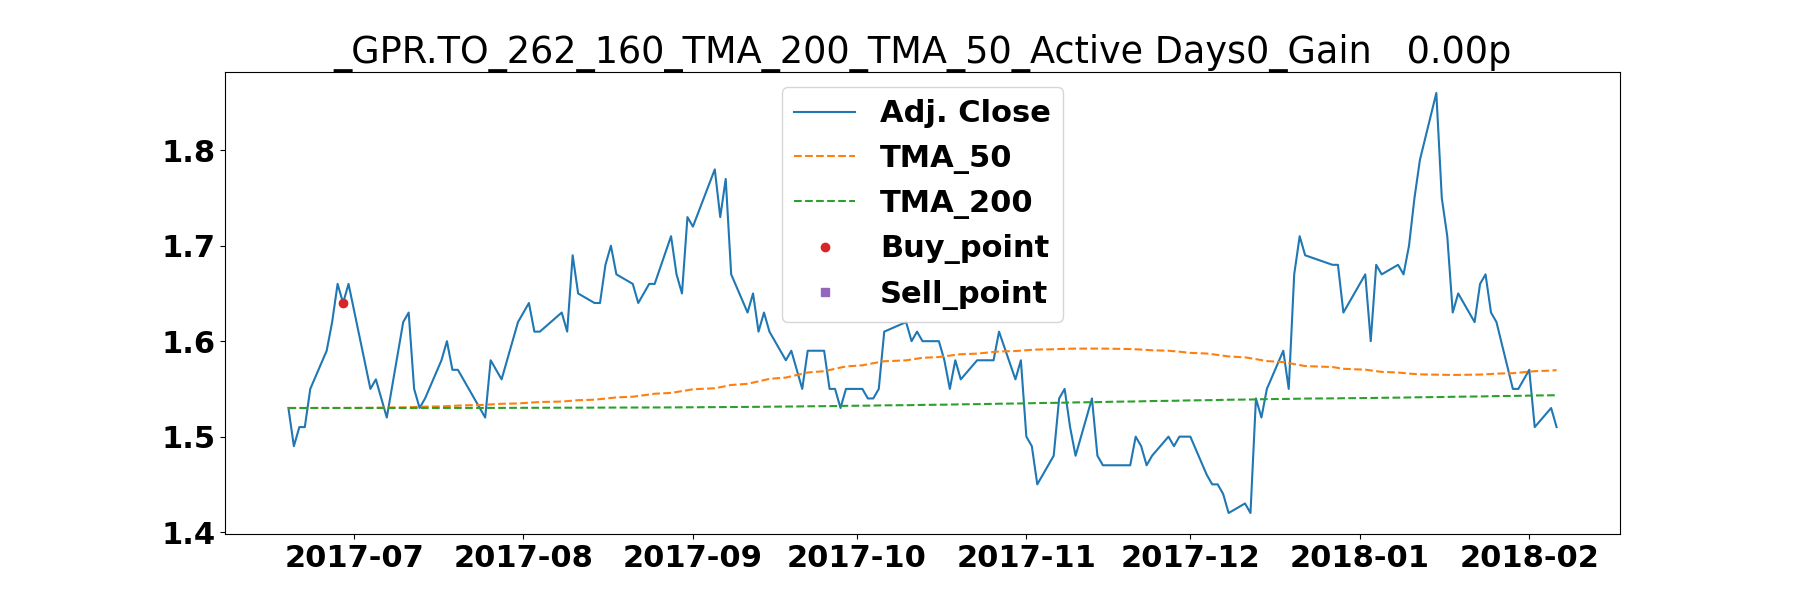 _GPR.TO_262_160_TMA_200_TMA_50_Active Days0_Gain   0.00p
Adj. Close
TMA_50
TMA_200
Buy_point
Sell_point
1.8
1.7
1.6
1.5
1.4
2017-07 2017-08 2017-09 2017-10 2017-11 2017-12 2018-01 2018-02